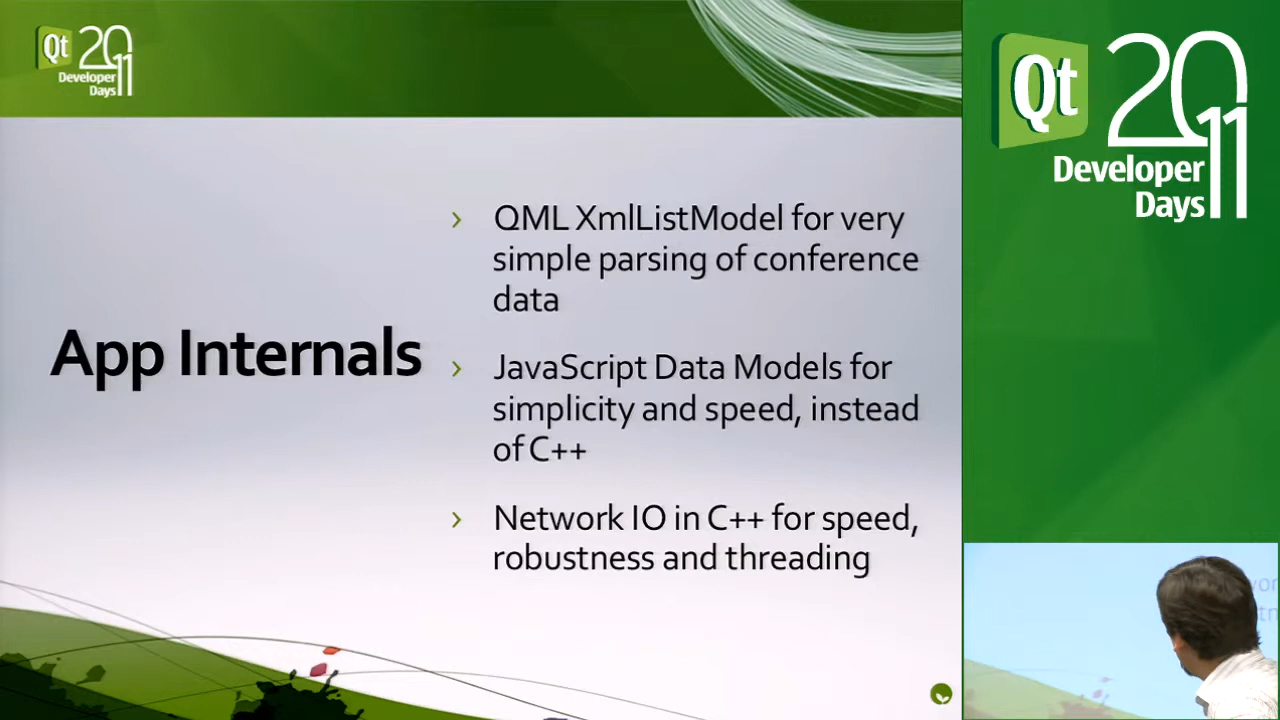 Qt 2011
Developer
Days
App Internals
› QML XmlListModel for very
simple parsing of conference
data
› JavaScript Data Models for
simplicity and speed, instead
of C++
› Network IO in C++ for speed,
robustness and threading
Qt 2011
Developer
Days